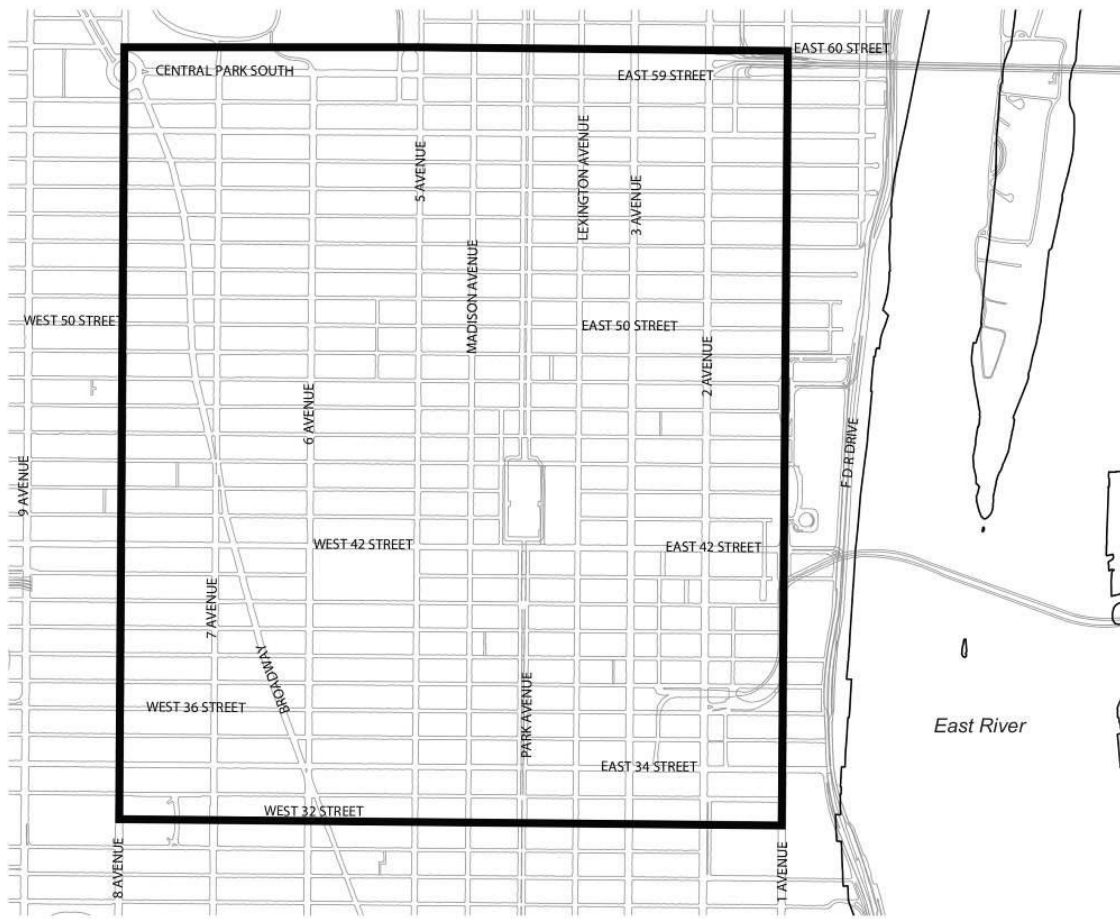 EAST 60 STREET
CENTRAL PARK SOUTH
EAST 59 STREET
LEXINGTON AVENUE
5 AVENUE
3 AVENUE
MADISON AVENUE
WEST 50 STREET
EAST 50 STREET
2 AVENUE
6 AVENUE
F D R DRIVE
9 AVENUE
WEST 42 STREET
EAST 42 STREET
7 AVENUE
BROADWAY
PARK AVENUE
WEST 36 STREET
East River
EAST 34 STREET
WEST 32 STREET
8 AVENUE
1 AVENUE